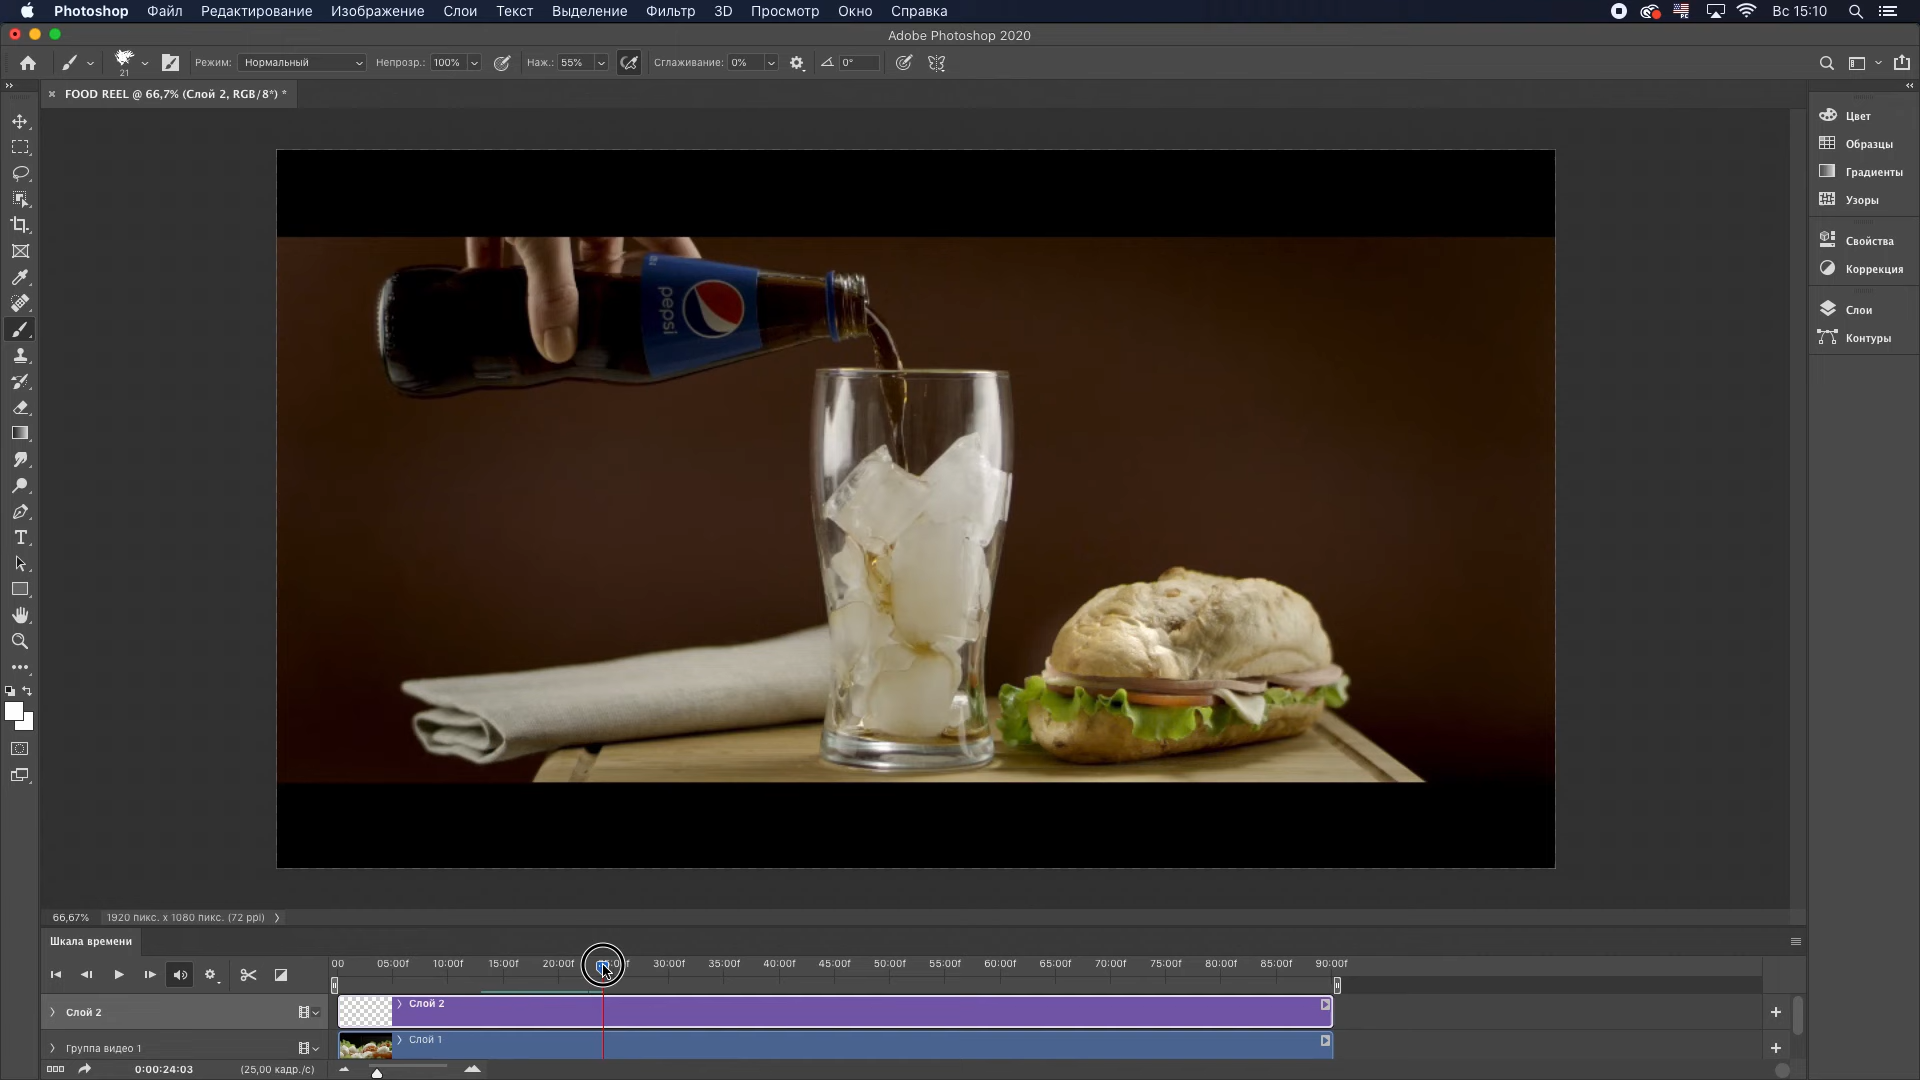 Photoshop Файл Редактирование Изображение Слои Текст Выделение Фильтр 3D Просмотр Окно Справка Вс 15:10
Adobe Photoshop 2020
21 Режим: Нормальный Непрозр.: 100% Наж.: 55% Сглаживание: 0% 0°
FOOD REEL @ 66,7% (Слой 2, RGB/8*) *
Цвет
Образцы
Градиенты
Узоры
Свойства
Коррекция
Слои
Контуры
pepsi
66,67% 1920 пикс. x 1080 пикс. (72 ppi)
Шкала времени
00 05:00f 10:00f 15:00f 20:00f 30:00f 35:00f 40:00f 45:00f 50:00f 55:00f 60:00f 65:00f 70:00f 75:00f 80:00f 85:00f 90:00f
Слой 2 Слой 2
Группа видео 1 Слой 1
0:00:24:03 (25,00 кадр./с)